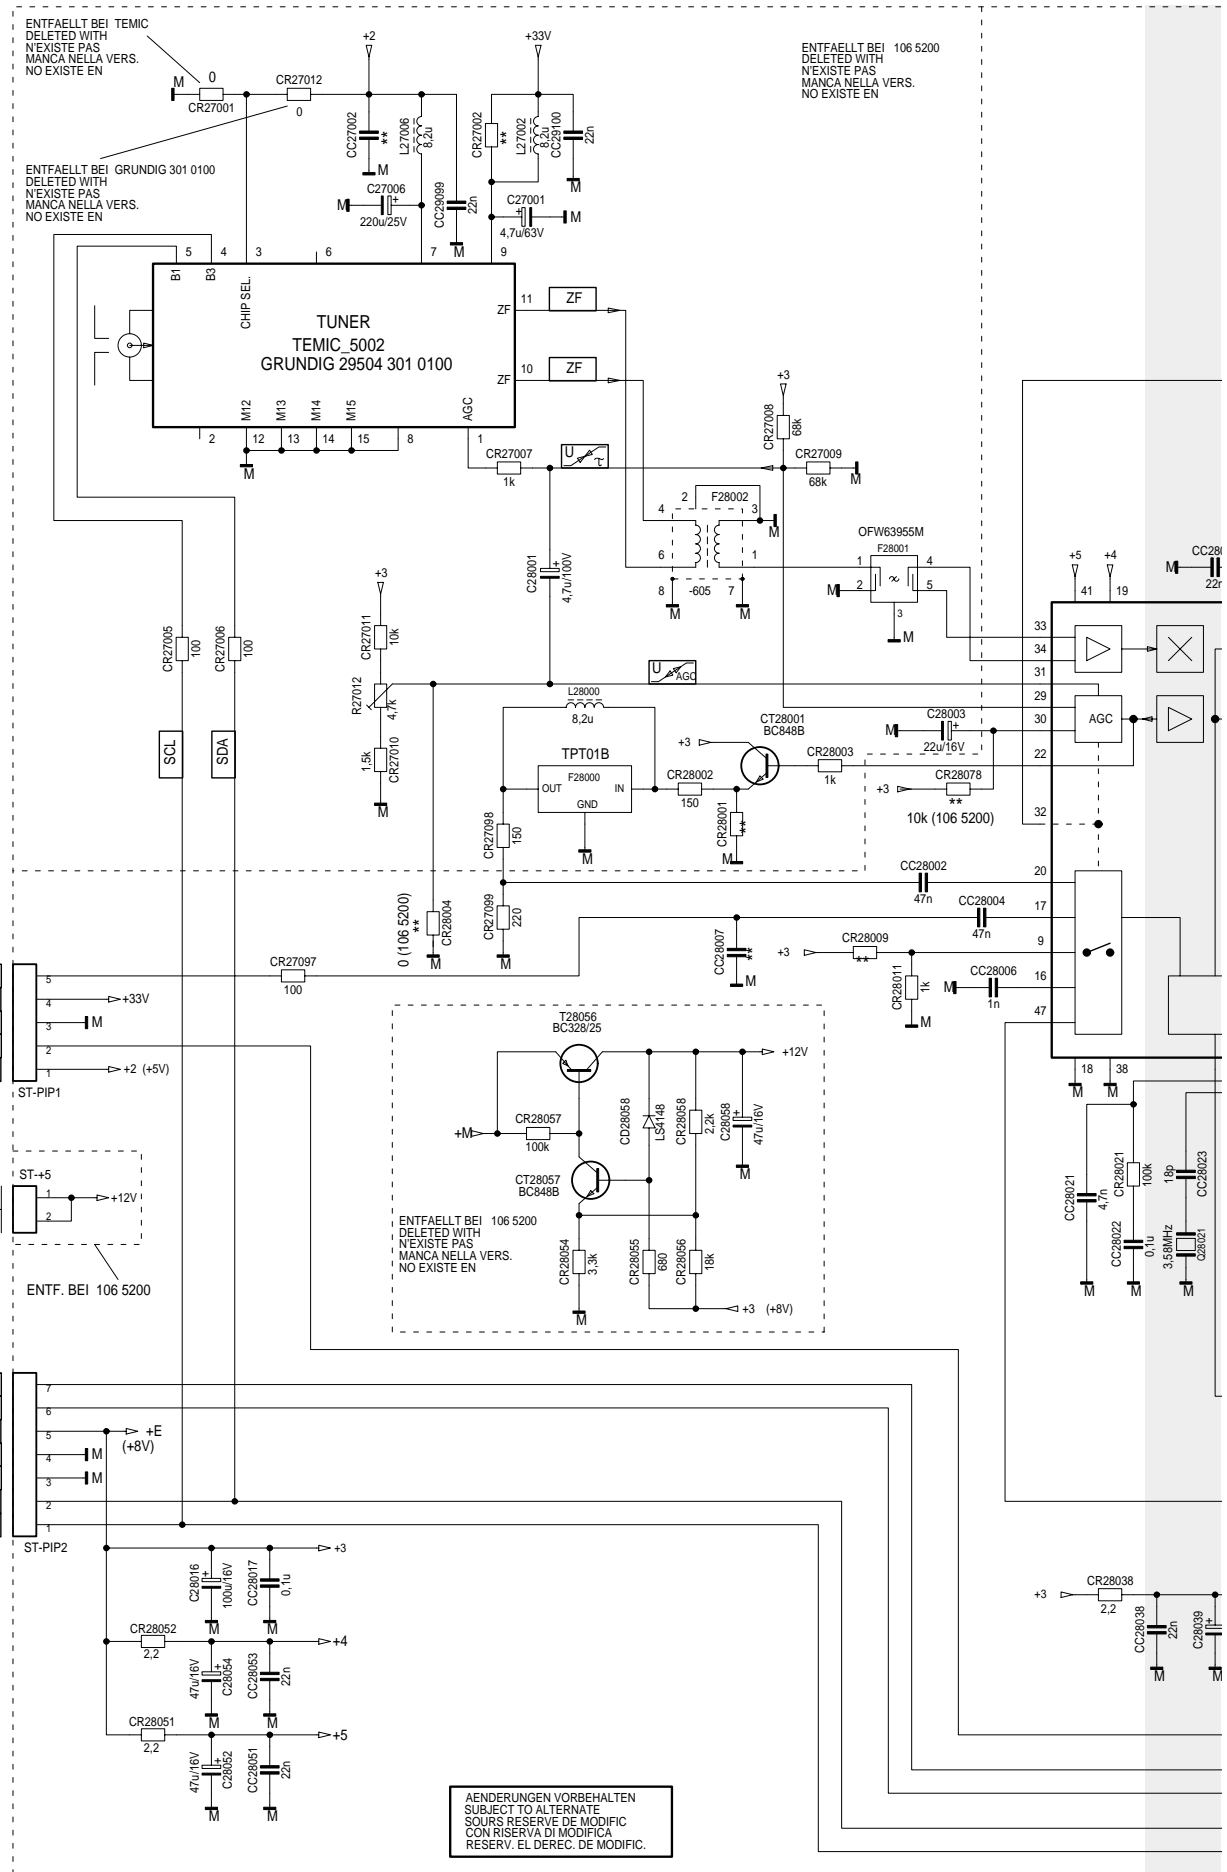 ENTFAELLT BEI TEMIC
DELETED WITH
N'EXISTE PAS
MANCA NELLA VERS.
NO EXISTE EN
M
0
CR27001
CR27012
0
+2
CC27002
**
L27006
8,2u
M
+33V
CR27002
**
L27002
8,2u
CC29100
22n
M
ENTFAELLT BEI 106 5200
DELETED WITH
N'EXISTE PAS
MANCA NELLA VERS.
NO EXISTE EN
ENTFAELLT BEI GRUNDIG 301 0100
DELETED WITH
N'EXISTE PAS
MANCA NELLA VERS.
NO EXISTE EN
M
C27006
+
220u/25V
CC29099
22n
M
C27001
+
4,7u/63V
M
5
4
3
6
7
9
B1
B3
CHIP SEL.
TUNER
TEMIC_5002
GRUNDIG 29504 301 0100
ZF
11
ZF
ZF
10
ZF
M12
M13
M14
M15
AGC
2
12
13
14
15
8
1
M
CR27007
1k
U
τ
+3
CR27008
68k
CR27009
68k
M
C28001
+
4,7u/100V
2
F28002
4
3
M
6
1
8
-605
7
M
M
OFW63955M
F28001
1
4
M
2
5
~
3
M
+5
+4
41
19
M
CC280
22n
33
34
31
29
30
22
32
20
17
9
16
47
AGC
18
38
M
M
+3
CR27011
10k
R27012
4,7k
1,5k
CR27010
M
CR27005
100
CR27006
100
SCL
SDA
U
AGC
L28000
8,2u
TPT01B
F28000
OUT
IN
GND
M
CR28002
150
+3
CT28001
BC848B
CR28003
1k
CR28001
**
M
M
C28003
+
22u/16V
+3
CR28078
**
10k (106 5200)
CR27098
150
CR27099
220
M
0 (106 5200)
**
CR28004
M
CC28002
47n
CC28004
47n
CC28007
**
M
+3
CR28009
**
CR28011
1k
M
M
CC28006
1n
CR27097
100
5
4
+33V
3
M
2
1
+2 (+5V)
ST-PIP1
T28056
BC328/25
+12V
+M
CR28057
100k
CD28058
LS4148
CR28058
2,2k
C28058
+
47u/16V
M
CT28057
BC848B
ENTFAELLT BEI 106 5200
DELETED WITH
N'EXISTE PAS
MANCA NELLA VERS.
NO EXISTE EN
CR28054
3,3k
M
CR28055
680
CR28056
18k
+3 (+8V)
ST-+5
1
+12V
2
ENTF. BEI 106 5200
CC28021
4,7n
M
CR28021
100k
CC28022
0,1u
M
18p
CC28023
3,58MHz
Q28021
M
7
6
5
+E
(+8V)
4
M
3
M
2
1
ST-PIP2
+3
C28016
+
100u/16V
M
CC28017
0,1u
M
CR28052
2,2
+4
47u/16V
+
C28054
M
CC28053
22n
M
CR28051
2,2
+5
47u/16V
+
C28052
M
CC28051
22n
M
+3
CR28038
2,2
CC28038
22n
M
C28039
+
M
AENDERUNGEN VORBEHALTEN
SUBJECT TO ALTERNATE
SOURS RESERVE DE MODIFIC
CON RISERVA DI MODIFICA
RESERV. EL DEREC. DE MODIFIC.